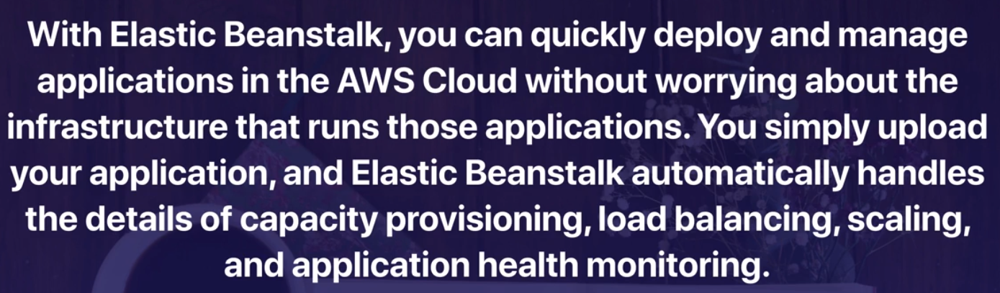 With Elastic Beanstalk, you can quickly deploy and manage
applications in the AWS Cloud without worrying about the
infrastructure that runs those applications. You simply upload
your application, and Elastic Beanstalk automatically handles
the details of capacity provisioning, load balancing, scaling,
and application health monitoring.